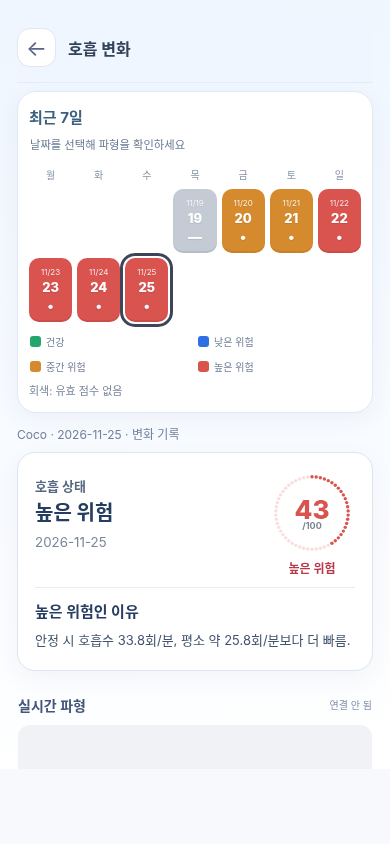 호흡 변화
최근 7일
날짜를 선택해 파형을 확인하세요
월 화 수 목 금 토 일
11/19 11/20 11/21 11/22
19 20 21 22
11/23 11/24 11/25
23 24 25
건강 낮은 위험
중간 위험 높은 위험
회색: 유효 점수 없음
Coco · 2026-11-25 · 변화 기록
호흡 상태
높은 위험
2026-11-25
43
/100
높은 위험
높은 위험인 이유
안정 시 호흡수 33.8회/분, 평소 약 25.8회/분보다 더 빠름.
실시간 파형 연결 안 됨